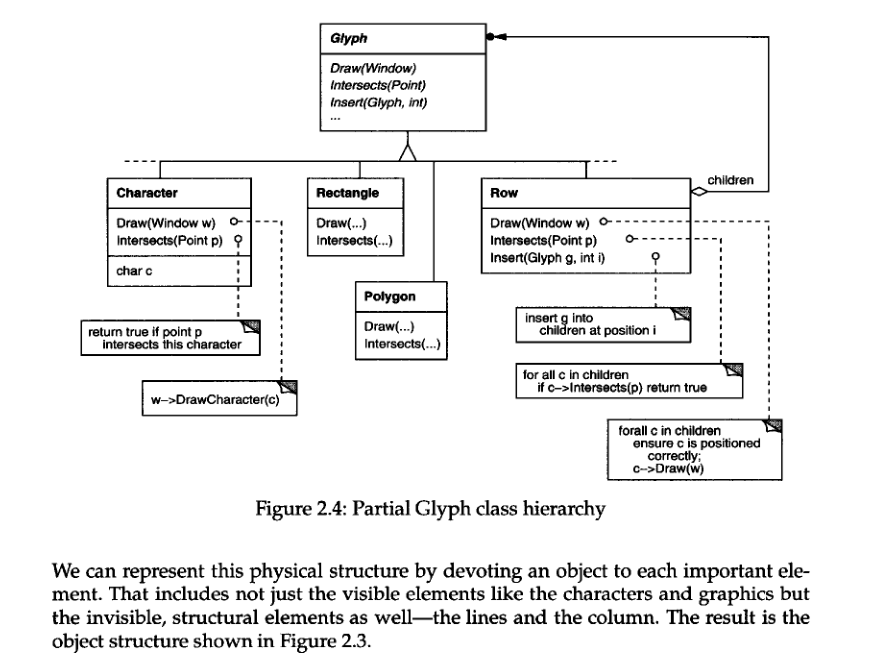 Glyph
Draw(Window)
Intersects(Point)
Insert(Glyph, int)
...
children
Character
Draw(Window w)
Intersects(Point p)
char c
Rectangle
Draw(...)
Intersects(...)
Row
Draw(Window w)
Intersects(Point p)
Insert(Glyph g, int i)
Polygon
Draw(...)
Intersects(...)
return true if point p
intersects this character
w–>DrawCharacter(c)
insert g into
children at position i
for all c in children
if c–>Intersects(p) return true
forall c in children
ensure c is positioned
correctly;
c–>Draw(w)
Figure 2.4: Partial Glyph class hierarchy
We can represent this physical structure by devoting an object to each important ele-
ment. That includes not just the visible elements like the characters and graphics but
the invisible, structural elements as well—the lines and the column. The result is the
object structure shown in Figure 2.3.